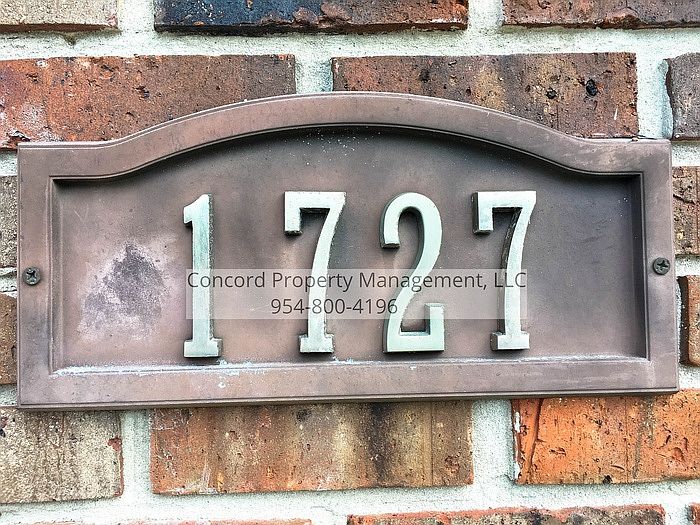 1727
Concord Property Management, LLC
954-800-4196